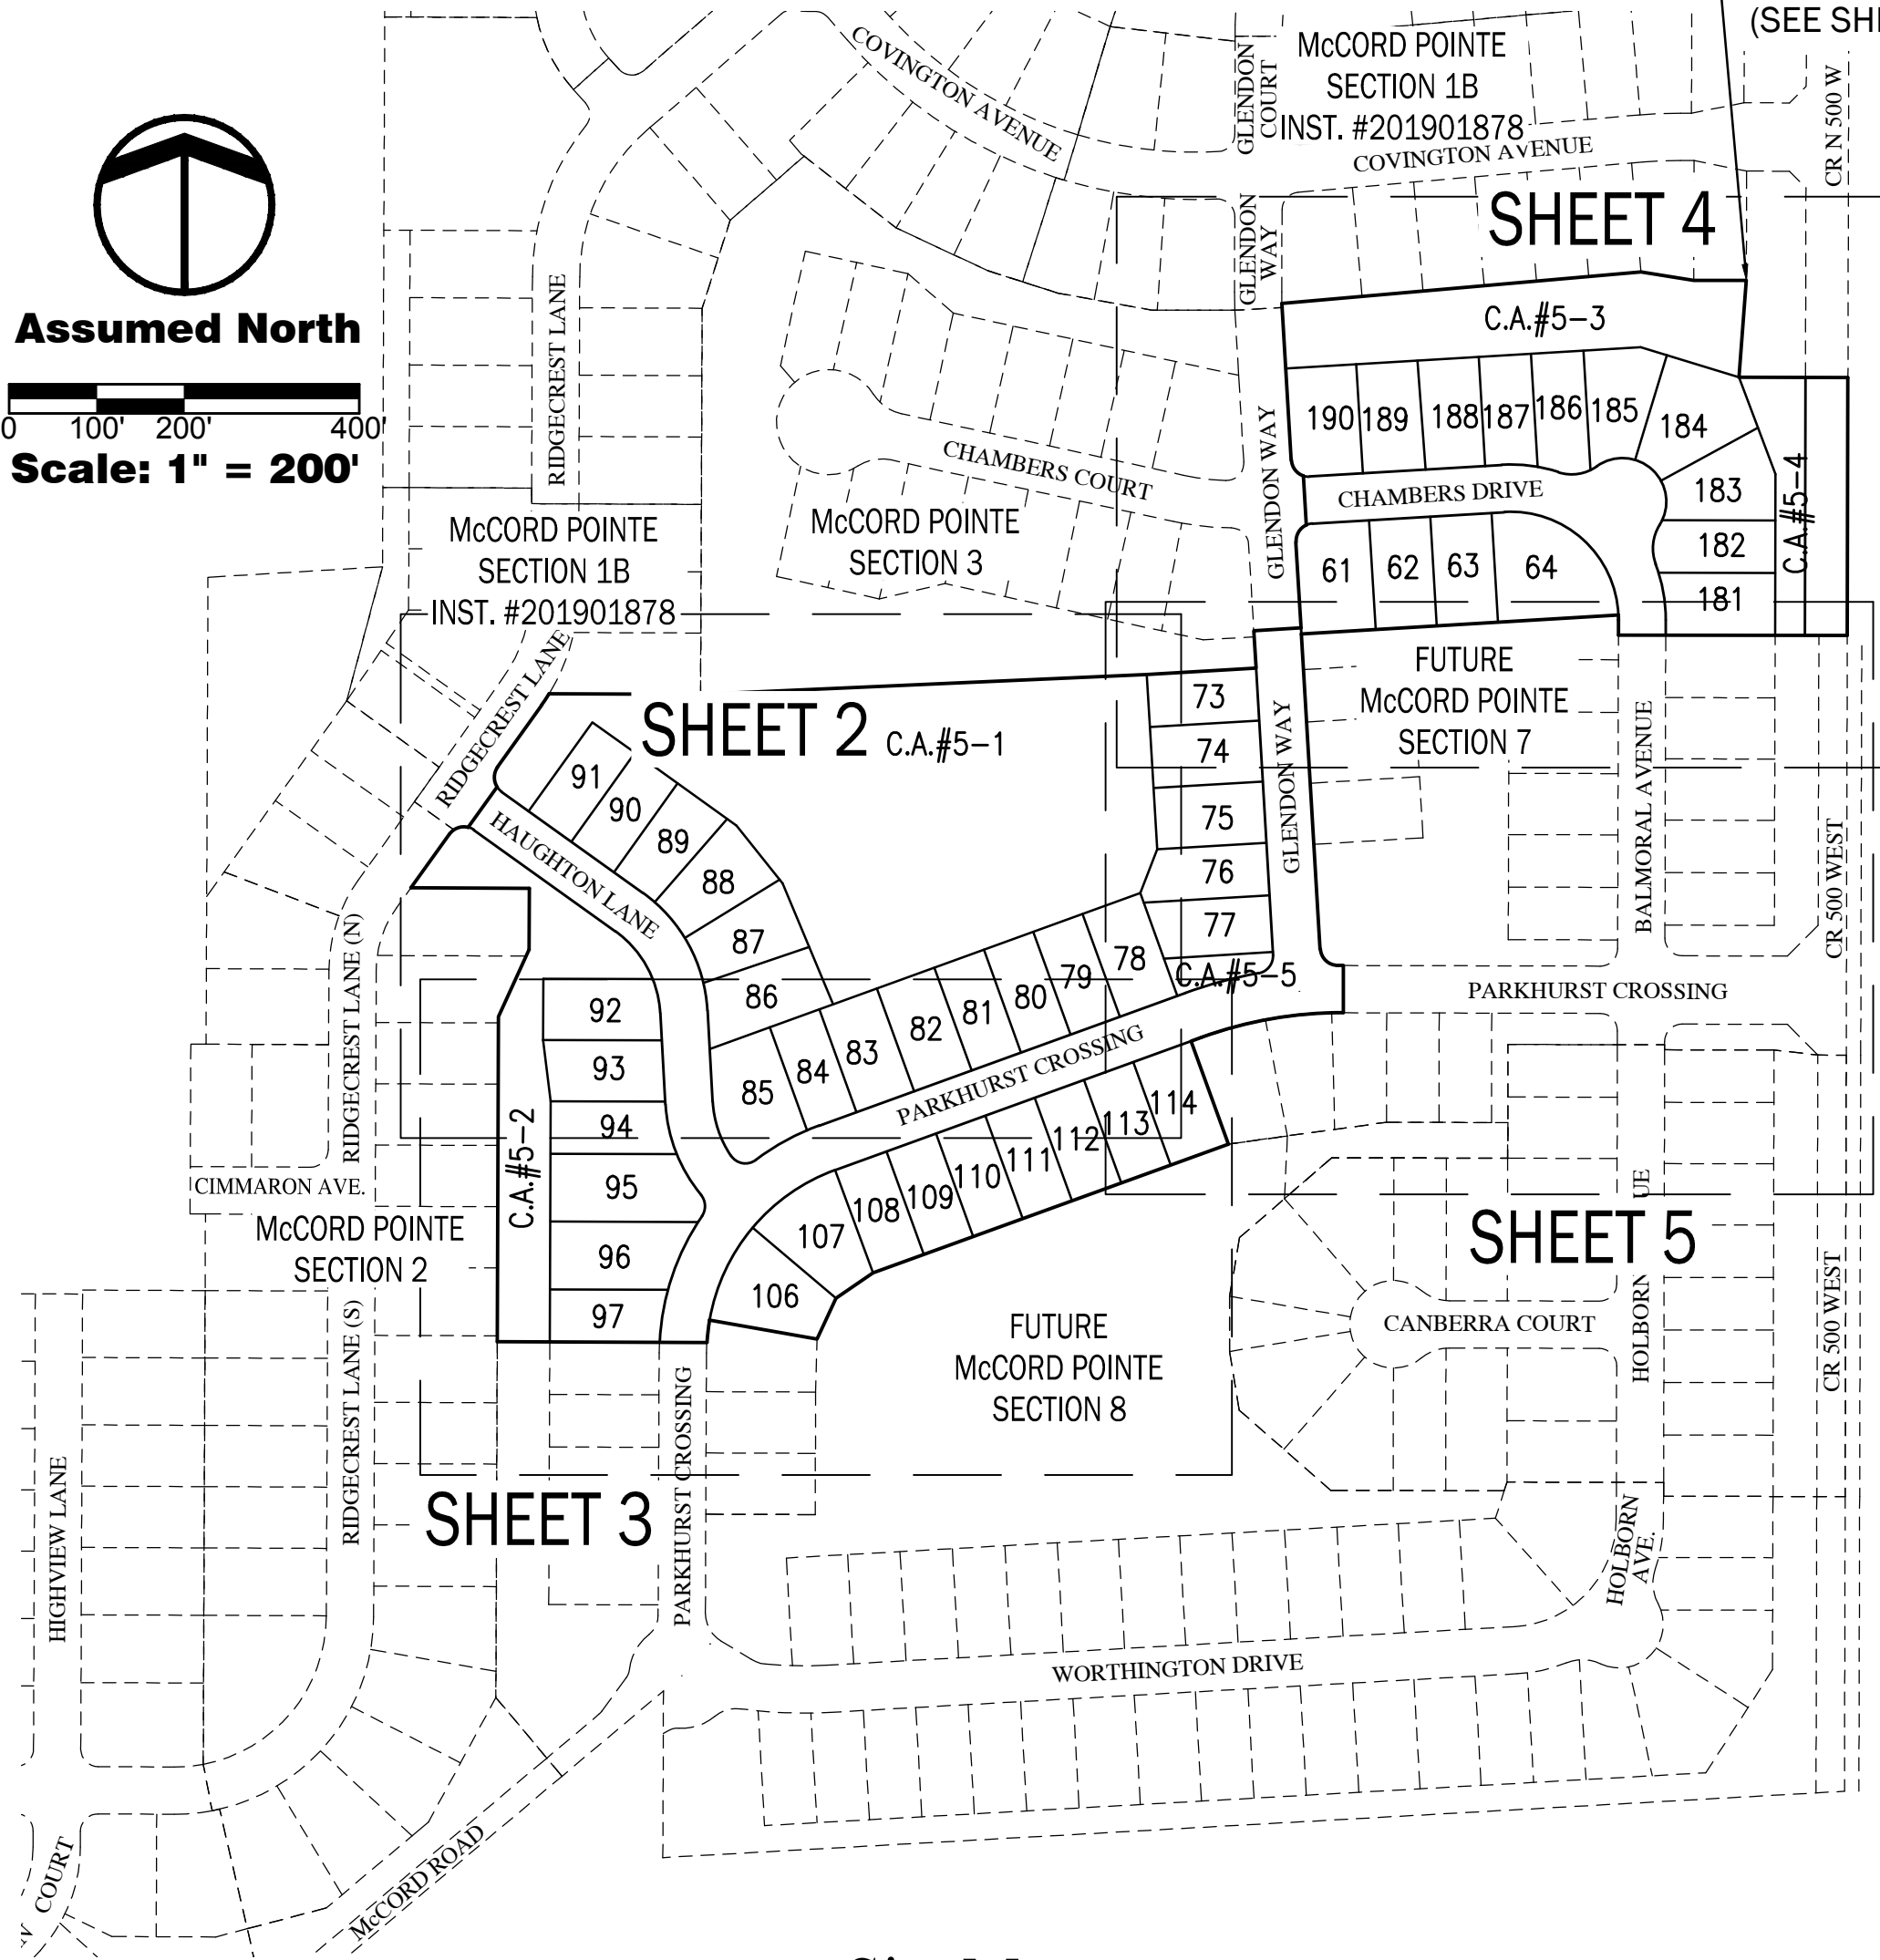 (SEE SH
COVINGTON AVENUE
GLENDON
COURT
McCORD POINTE
SECTION 1B
INST. #201901878
COVINGTON AVENUE
CR N 500 W
SHEET 4
GLENDON
WAY
Assumed North
0 100' 200' 400'
Scale: 1" = 200'
RIDGECREST LANE
C.A.#5-3
190 189 188 187 186 185 184
GLENDON WAY
CHAMBERS COURT
CHAMBERS DRIVE
183
182
181
C.A.#5-4
McCORD POINTE
SECTION 1B
INST. #201901878
McCORD POINTE
SECTION 3
61 62 63 64
RIDGECREST LANE
SHEET 2
C.A.#5-1
73
74
75
76
77
GLENDON WAY
FUTURE
McCORD POINTE
SECTION 7
BALMORAL AVENUE
CR 500 WEST
91
90
89
88
87
86
HAUGHTON LANE
85 84 83 82 81 80 79 78
C.A.#5-5
PARKHURST CROSSING
PARKHURST CROSSING
RIDGECREST LANE (N)
92
93
94
95
96
97
C.A.#5-2
CIMMARON AVE.
McCORD POINTE
SECTION 2
106 107 108 109 110 111 112 113 114
SHEET 5
UE
HOLBORN
CANBERRA COURT
CR 500 WEST
FUTURE
McCORD POINTE
SECTION 8
RIDGECREST LANE (S)
HIGHVIEW LANE
SHEET 3
PARKHURST CROSSING
HOLBORN
AVE.
WORTHINGTON DRIVE
McCORD ROAD
COURT